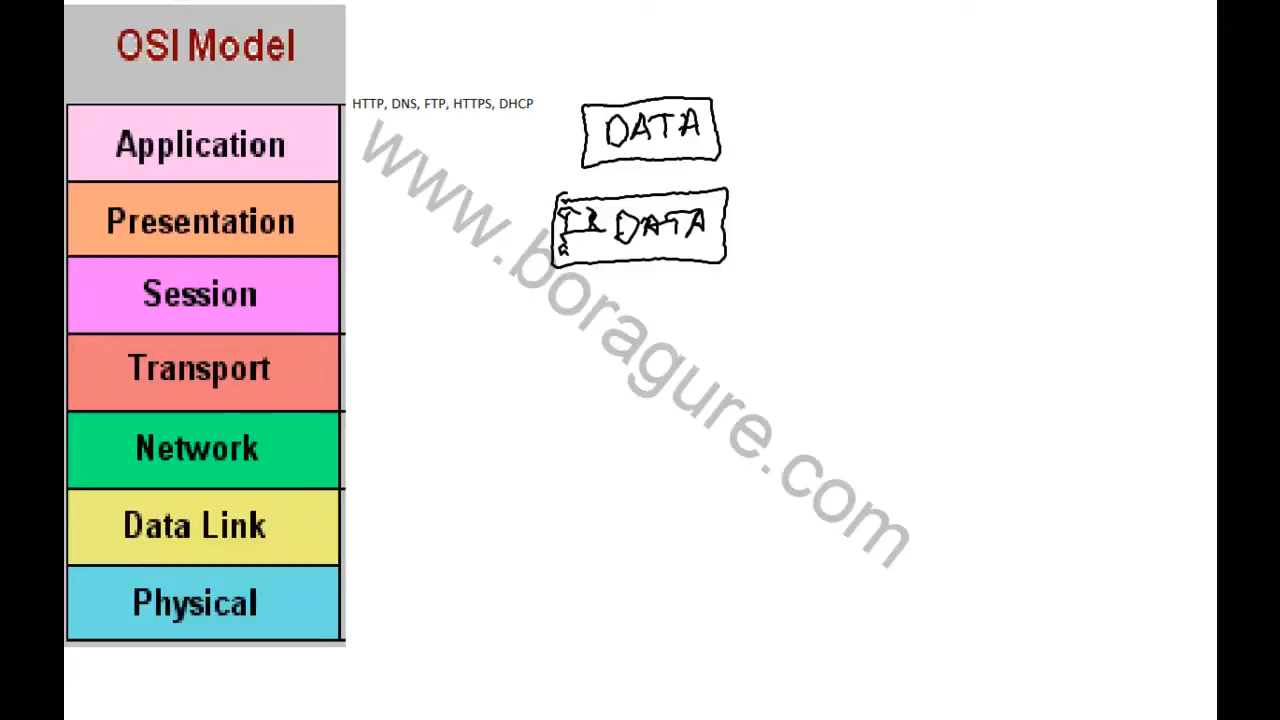 OSI Model
HTTP, DNS, FTP, HTTPS, DHCP
Application
DATA
Presentation
DATA
Session
Transport
Network
Data Link
Physical
www.boragure.com